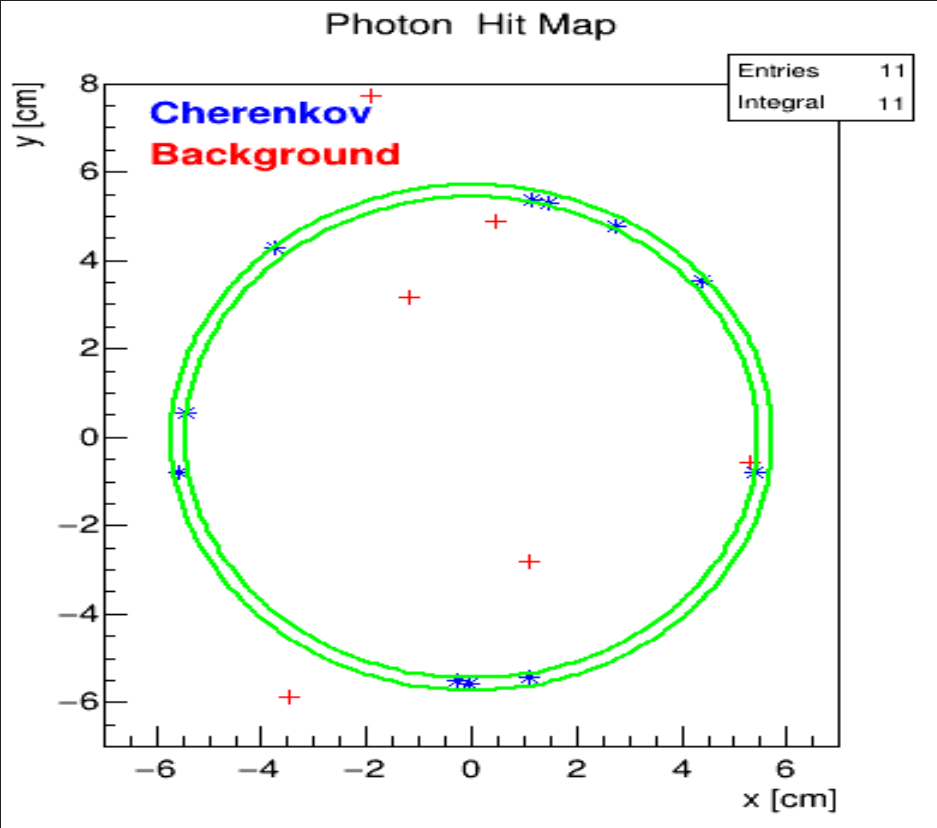 Photon Hit Map
Entries 11
Integral 11
y [cm]
Cherenkov
Background
8
6
4
2
0
−2
−4
−6
−6 −4 −2 0 2 4 6
x [cm]